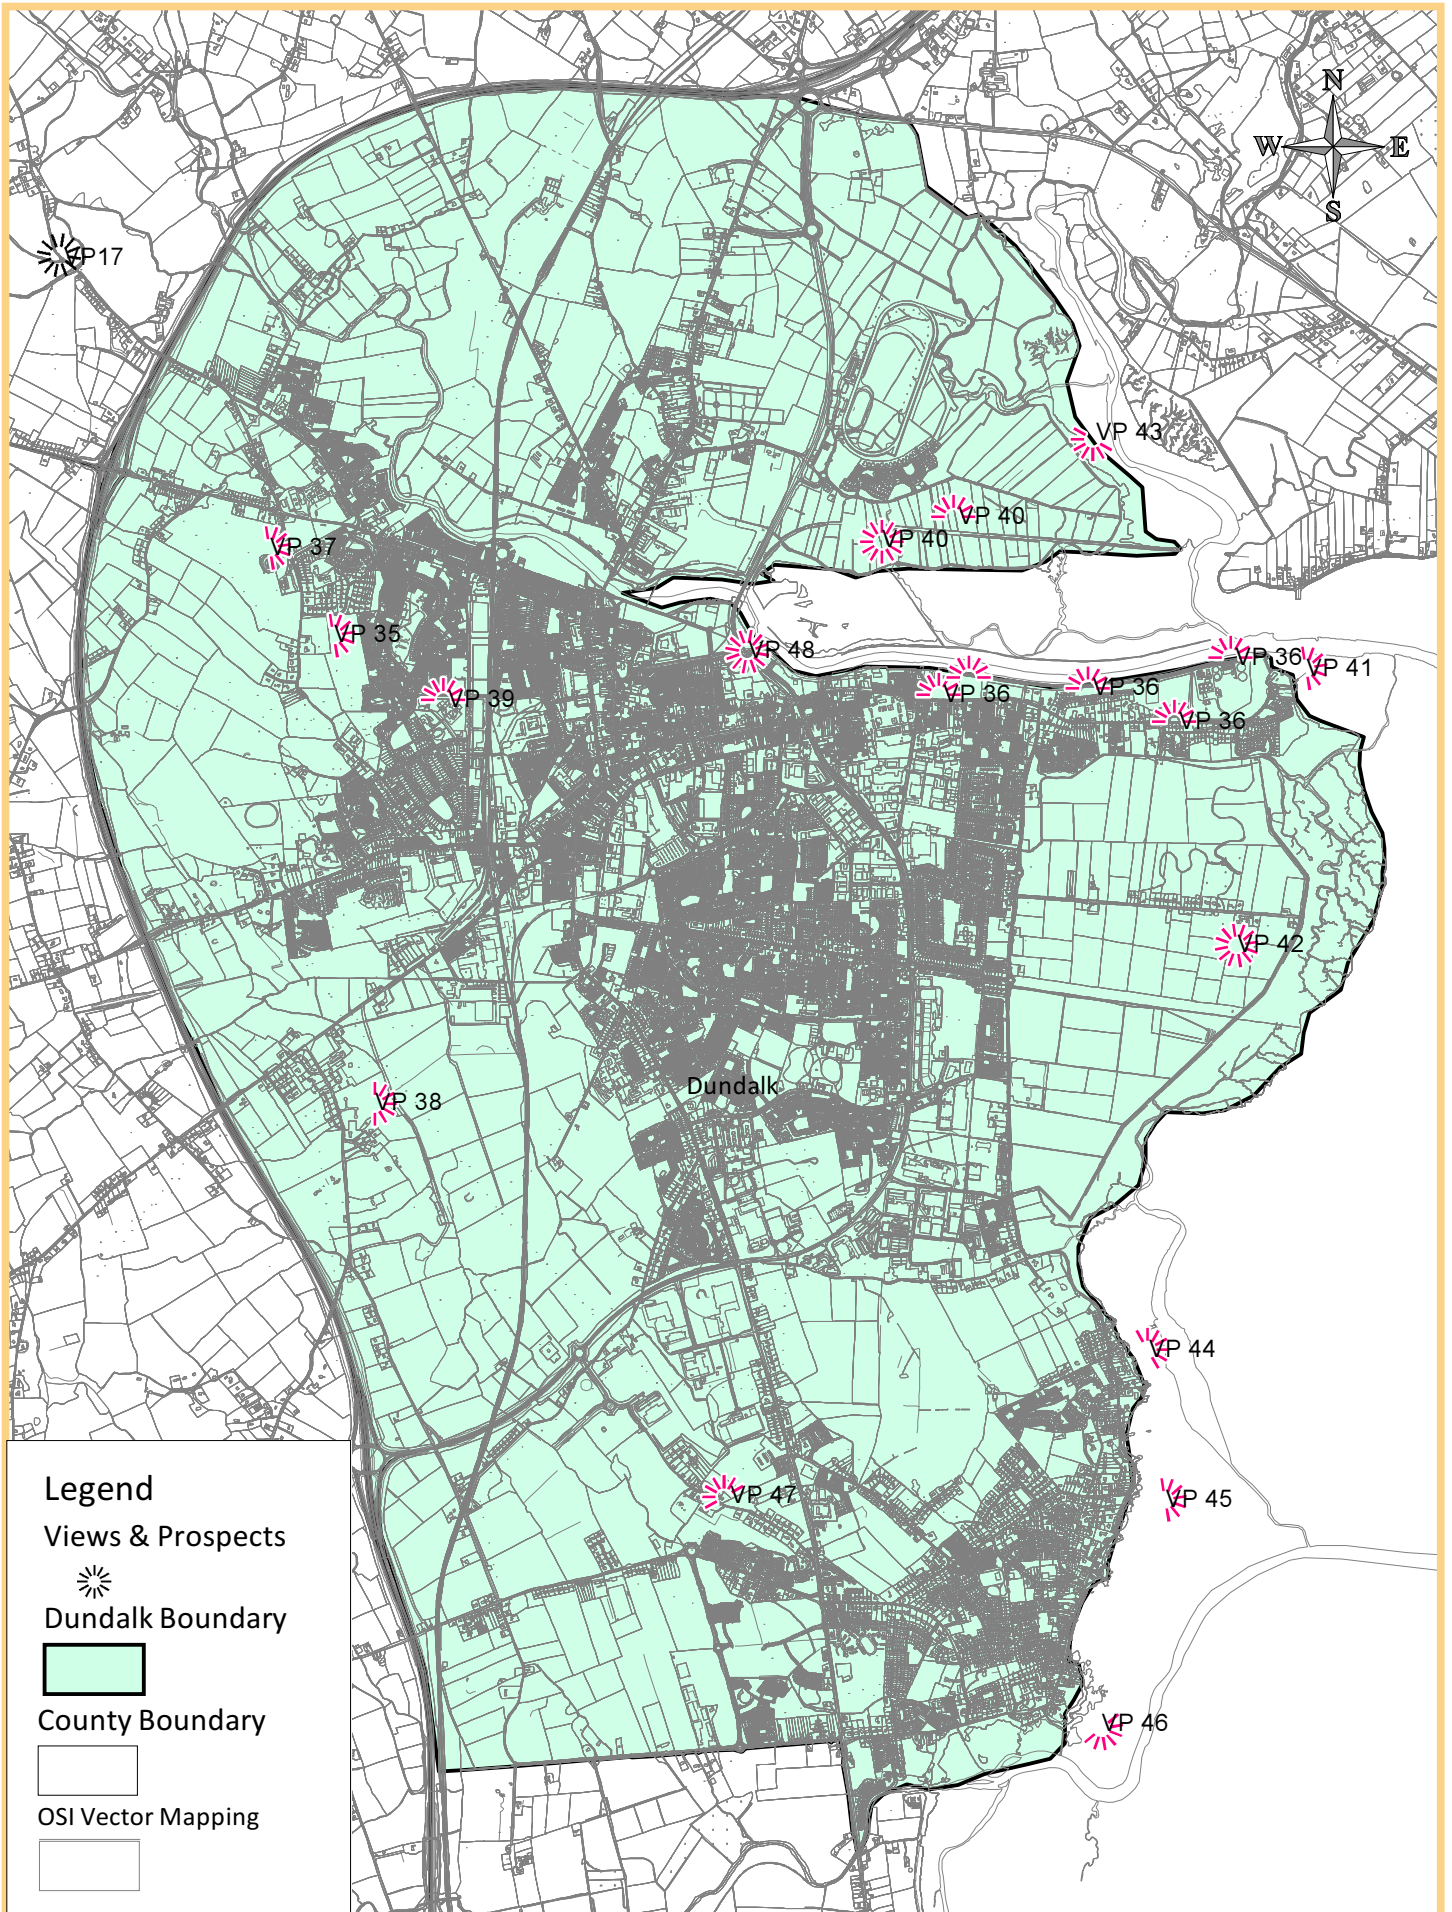 N
W E
S
VP17
VP 43
VP 40
VP 40
VP 37
VP 35
VP 48
VP 36
VP 41
VP 39
VP 36
VP 36
VP 36
VP 42
Dundalk
VP 38
VP 44
VP 47
VP 45
VP 46
Legend
Views & Prospects
Dundalk Boundary
County Boundary
OSI Vector Mapping